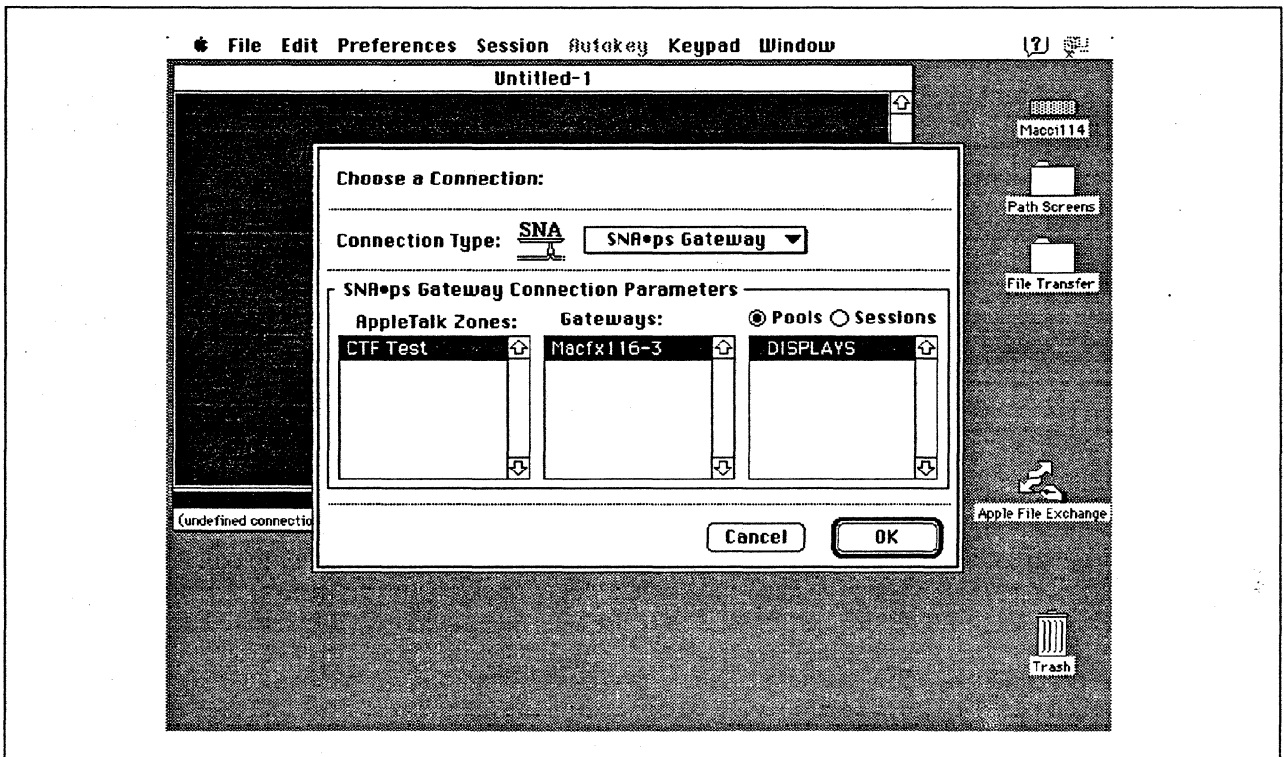 File Edit Preferences Session Autokey Keypad Window
Untitled-1
Macci114
Choose a Connection:
Path Screens
Connection Type: SNA SNA•ps Gateway
File Transfer
SNA•ps Gateway Connection Parameters
AppleTalk Zones: Gateways: Pools Sessions
CTF Test Macfx116-3 DISPLAYS
(undefined connectio
Apple File Exchange
Cancel OK
Trash